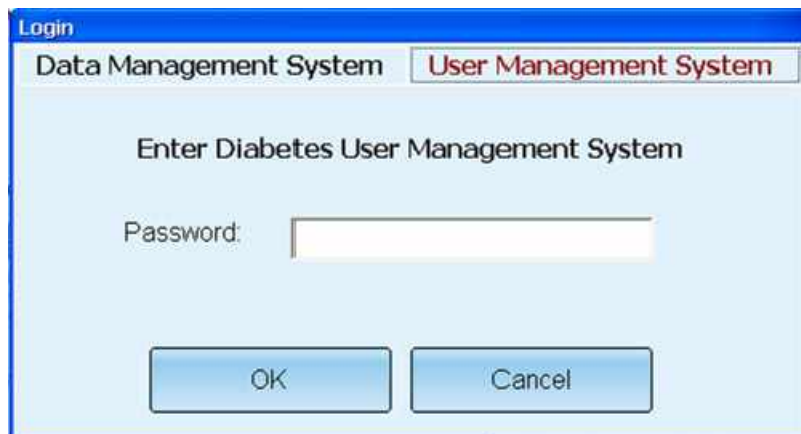 Login
Data Management System User Management System
Enter Diabetes User Management System
Password:
OK Cancel